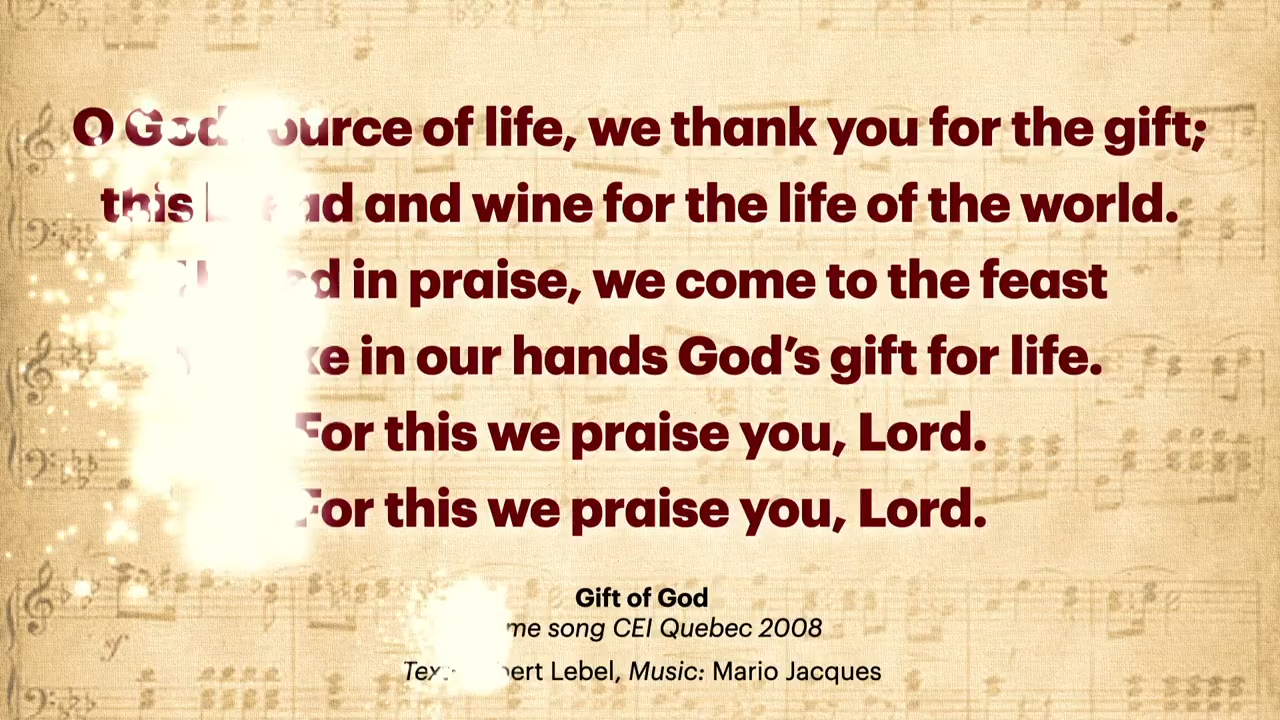 O God, source of life, we thank you for the gift;
this bread and wine for the life of the world.
in praise, we come to the feast
in our hands God's gift for life.
For this we praise you, Lord.
For this we praise you, Lord.
Gift of God
song CEI Quebec 2008
Lebel, Music: Mario Jacques